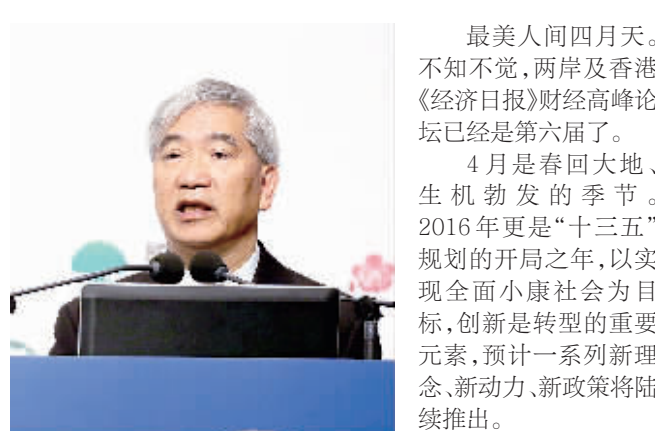 最美人间四月天。
不知不觉,两岸及香港
《经济日报》财经高峰论
坛已经是第六届了。
4月是春回大地、
生机勃发的季节。
2016年更是“十三五”
规划的开局之年,以实
现全面小康社会为目
标,创新是转型的重要
元素,预计一系列新理
念、新动力、新政策将陆
续推出。